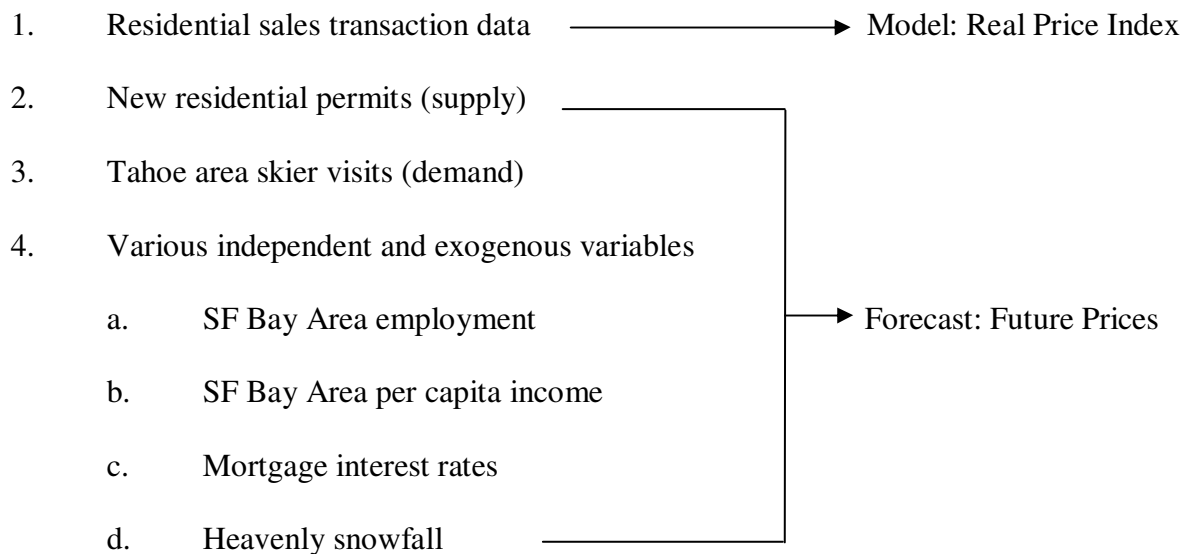 1. Residential sales transaction data Model: Real Price Index
2. New residential permits (supply)
3. Tahoe area skier visits (demand)
4. Various independent and exogenous variables
a. SF Bay Area employment Forecast: Future Prices
b. SF Bay Area per capita income
c. Mortgage interest rates
d. Heavenly snowfall